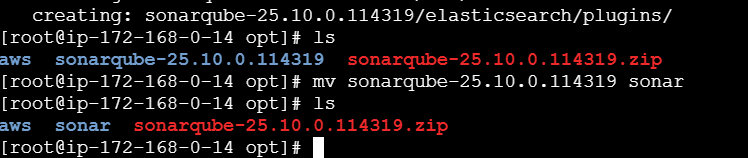 creating: sonarqube-25.10.0.114319/elasticsearch/plugins/
[root@ip-172-168-0-14 opt]# ls
aws sonarqube-25.10.0.114319 sonarqube-25.10.0.114319.zip
[root@ip-172-168-0-14 opt]# mv sonarqube-25.10.0.114319 sonar
[root@ip-172-168-0-14 opt]# ls
aws sonar sonarqube-25.10.0.114319.zip
[root@ip-172-168-0-14 opt]#